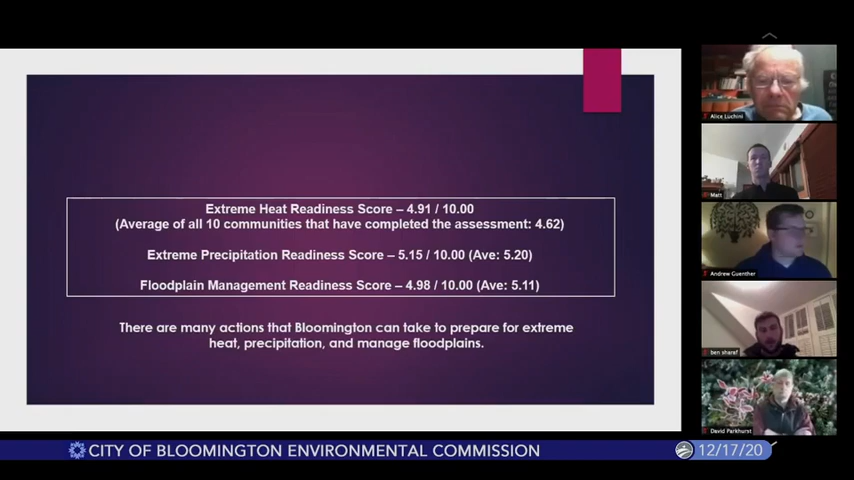 Extreme Heat Readiness Score – 4.91 / 10.00
(Average of all 10 communities that have completed the assessment: 4.62)
Extreme Precipitation Readiness Score – 5.15 / 10.00 (Ave: 5.20)
Floodplain Management Readiness Score – 4.98 / 10.00 (Ave: 5.11)
There are many actions that Bloomington can take to prepare for extreme
heat, precipitation, and manage floodplains.
Alice Luchini
Matt
Andrew Guenther
ben sharaf
David Parkhurst
CITY OF BLOOMINGTON ENVIRONMENTAL COMMISSION
12/17/20